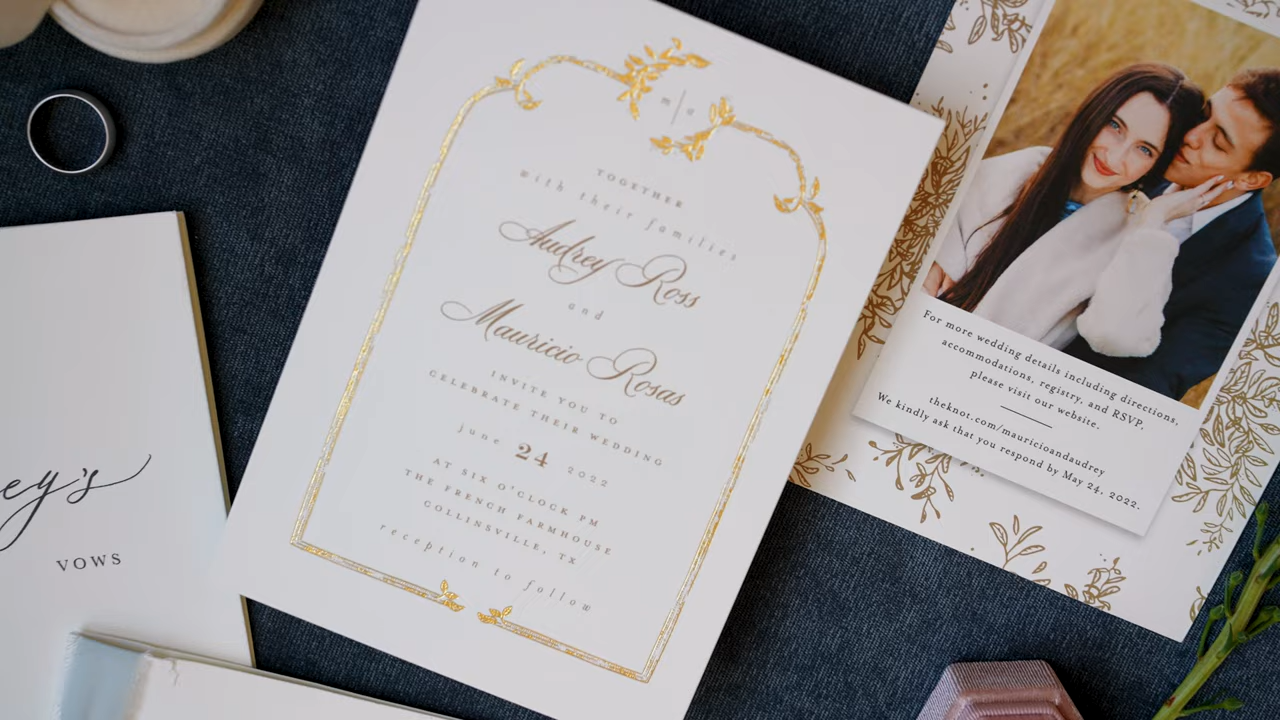 ey's
VOWS
m | a
TOGETHER
with their families
Audrey Ross
and
Mauricio Rosas
INVITE YOU TO
CELEBRATE THEIR WEDDING
june 24 2022
AT SIX O'CLOCK PM
THE FRENCH FARMHOUSE
COLLINSVILLE, TX
reception to follow
For more wedding details including directions,
accommodations, registry, and RSVP,
please visit our website.
theknot.com/mauricioandaudrey
We kindly ask that you respond by May 24, 2022.